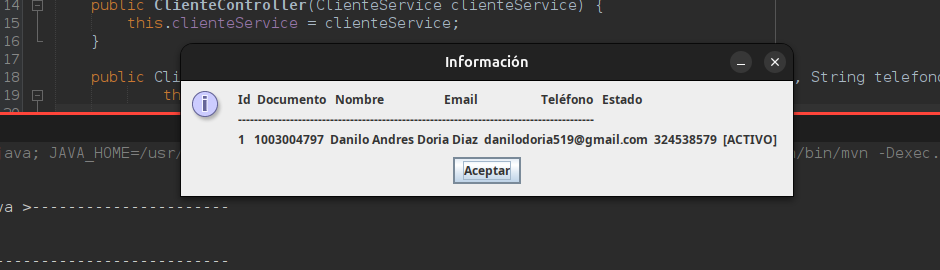 14 public ClienteController(ClienteService clienteService) {
15 this.clienteService = clienteService;
16 }
17
18 public Cli , String telefono
19 th
Información
i
Id Documento Nombre Email Teléfono Estado
--------------------------------------------------------------------------------
1 1003004797 Danilo Andres Doria Diaz danilodoria519@gmail.com 324538579 [ACTIVO]
Aceptar
java; JAVA_HOME=/usr/ /bin/mvn -Dexec.
va >----------------------
--------------------------